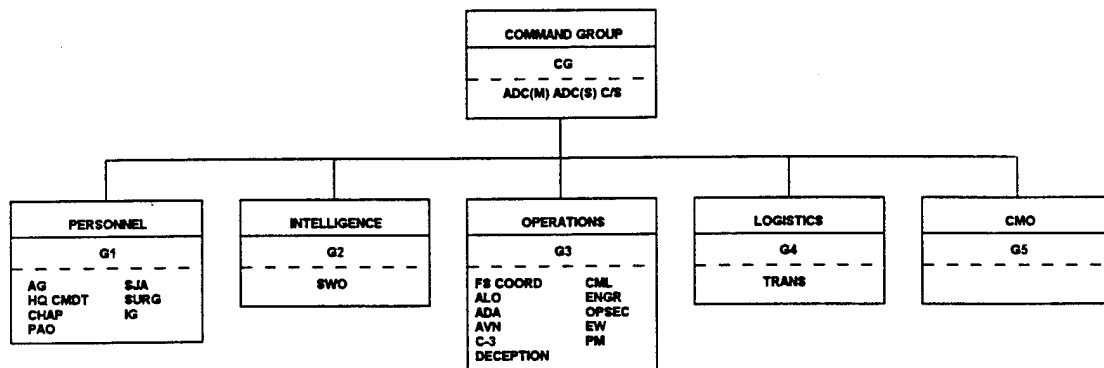 COMMAND GROUP
CG
ADC(M) ADC(S) C/S
PERSONNEL
G1
AG SJA
HQ CMDT SURG
CHAP IG
PAO
INTELLIGENCE
G2
SWO
OPERATIONS
G3
FS COORD CML
ALO ENGR
ADA OPSEC
AVN EW
C-3 PM
DECEPTION
LOGISTICS
G4
TRANS
CMO
G5